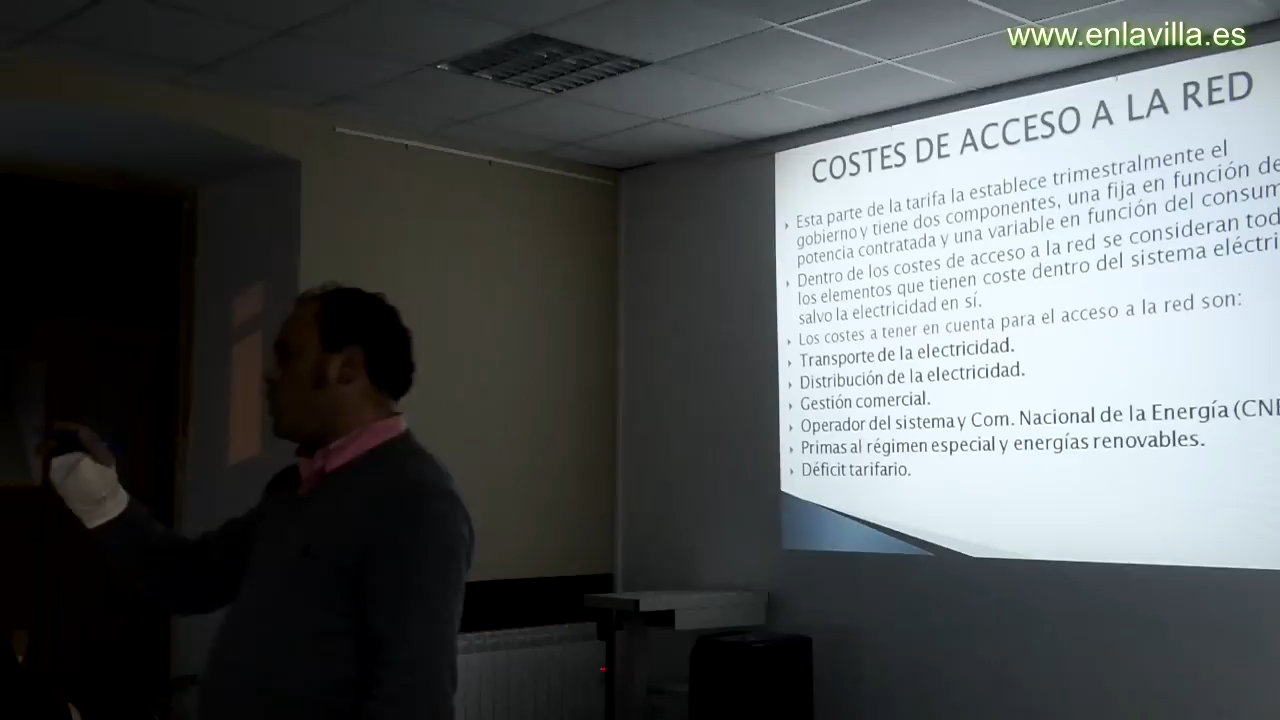 www.enlavilla.es
COSTES DE ACCESO A LA RED
Esta parte de la tarifa la establece trimestralmente el
gobierno y tiene dos componentes, una fija en función de
potencia contratada y una variable en función del consum
Dentro de los costes de acceso a la red se consideran tod
los elementos que tienen coste dentro del sistema eléctri
salvo la electricidad en sí.
Los costes a tener en cuenta para el acceso a la red son:
Transporte de la electricidad.
Distribución de la electricidad.
Gestión comercial.
Operador del sistema y Com. Nacional de la Energía (CNE
Primas al régimen especial y energías renovables.
Déficit tarifario.